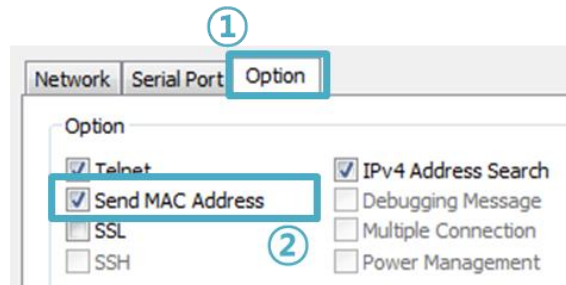 ①
Network Serial Port Option
Option
Telnet IPv4 Address Search
Send MAC Address Debugging Message
SSL Multiple Connection
②
SSH Power Management